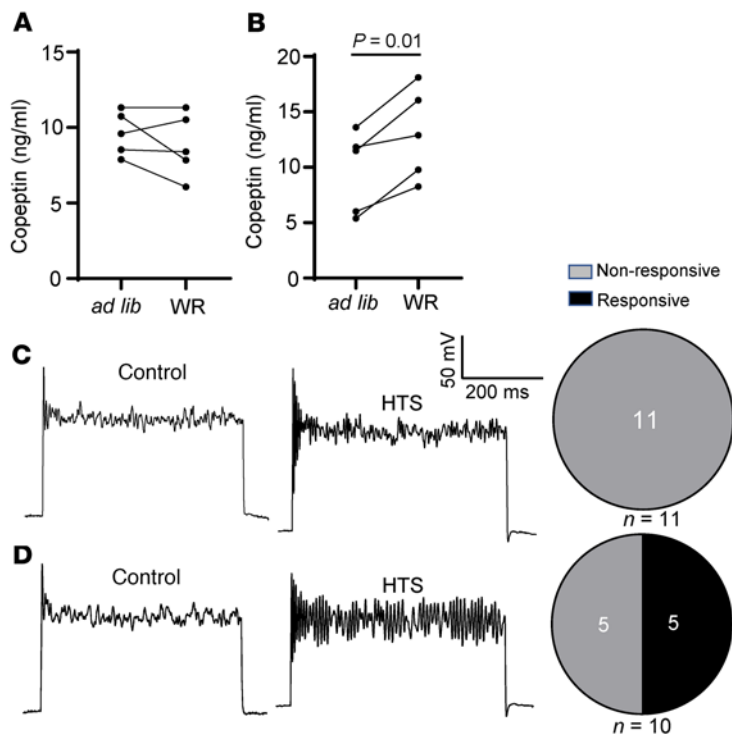 A
B
P = 0.01
15
10
5
0
Copeptin (ng/ml)
ad lib
WR
20
15
10
5
0
Copeptin (ng/ml)
ad lib
WR
Non-responsive
Responsive
C
Control
HTS
50 mV
200 ms
11
n = 11
D
Control
HTS
5
5
n = 10